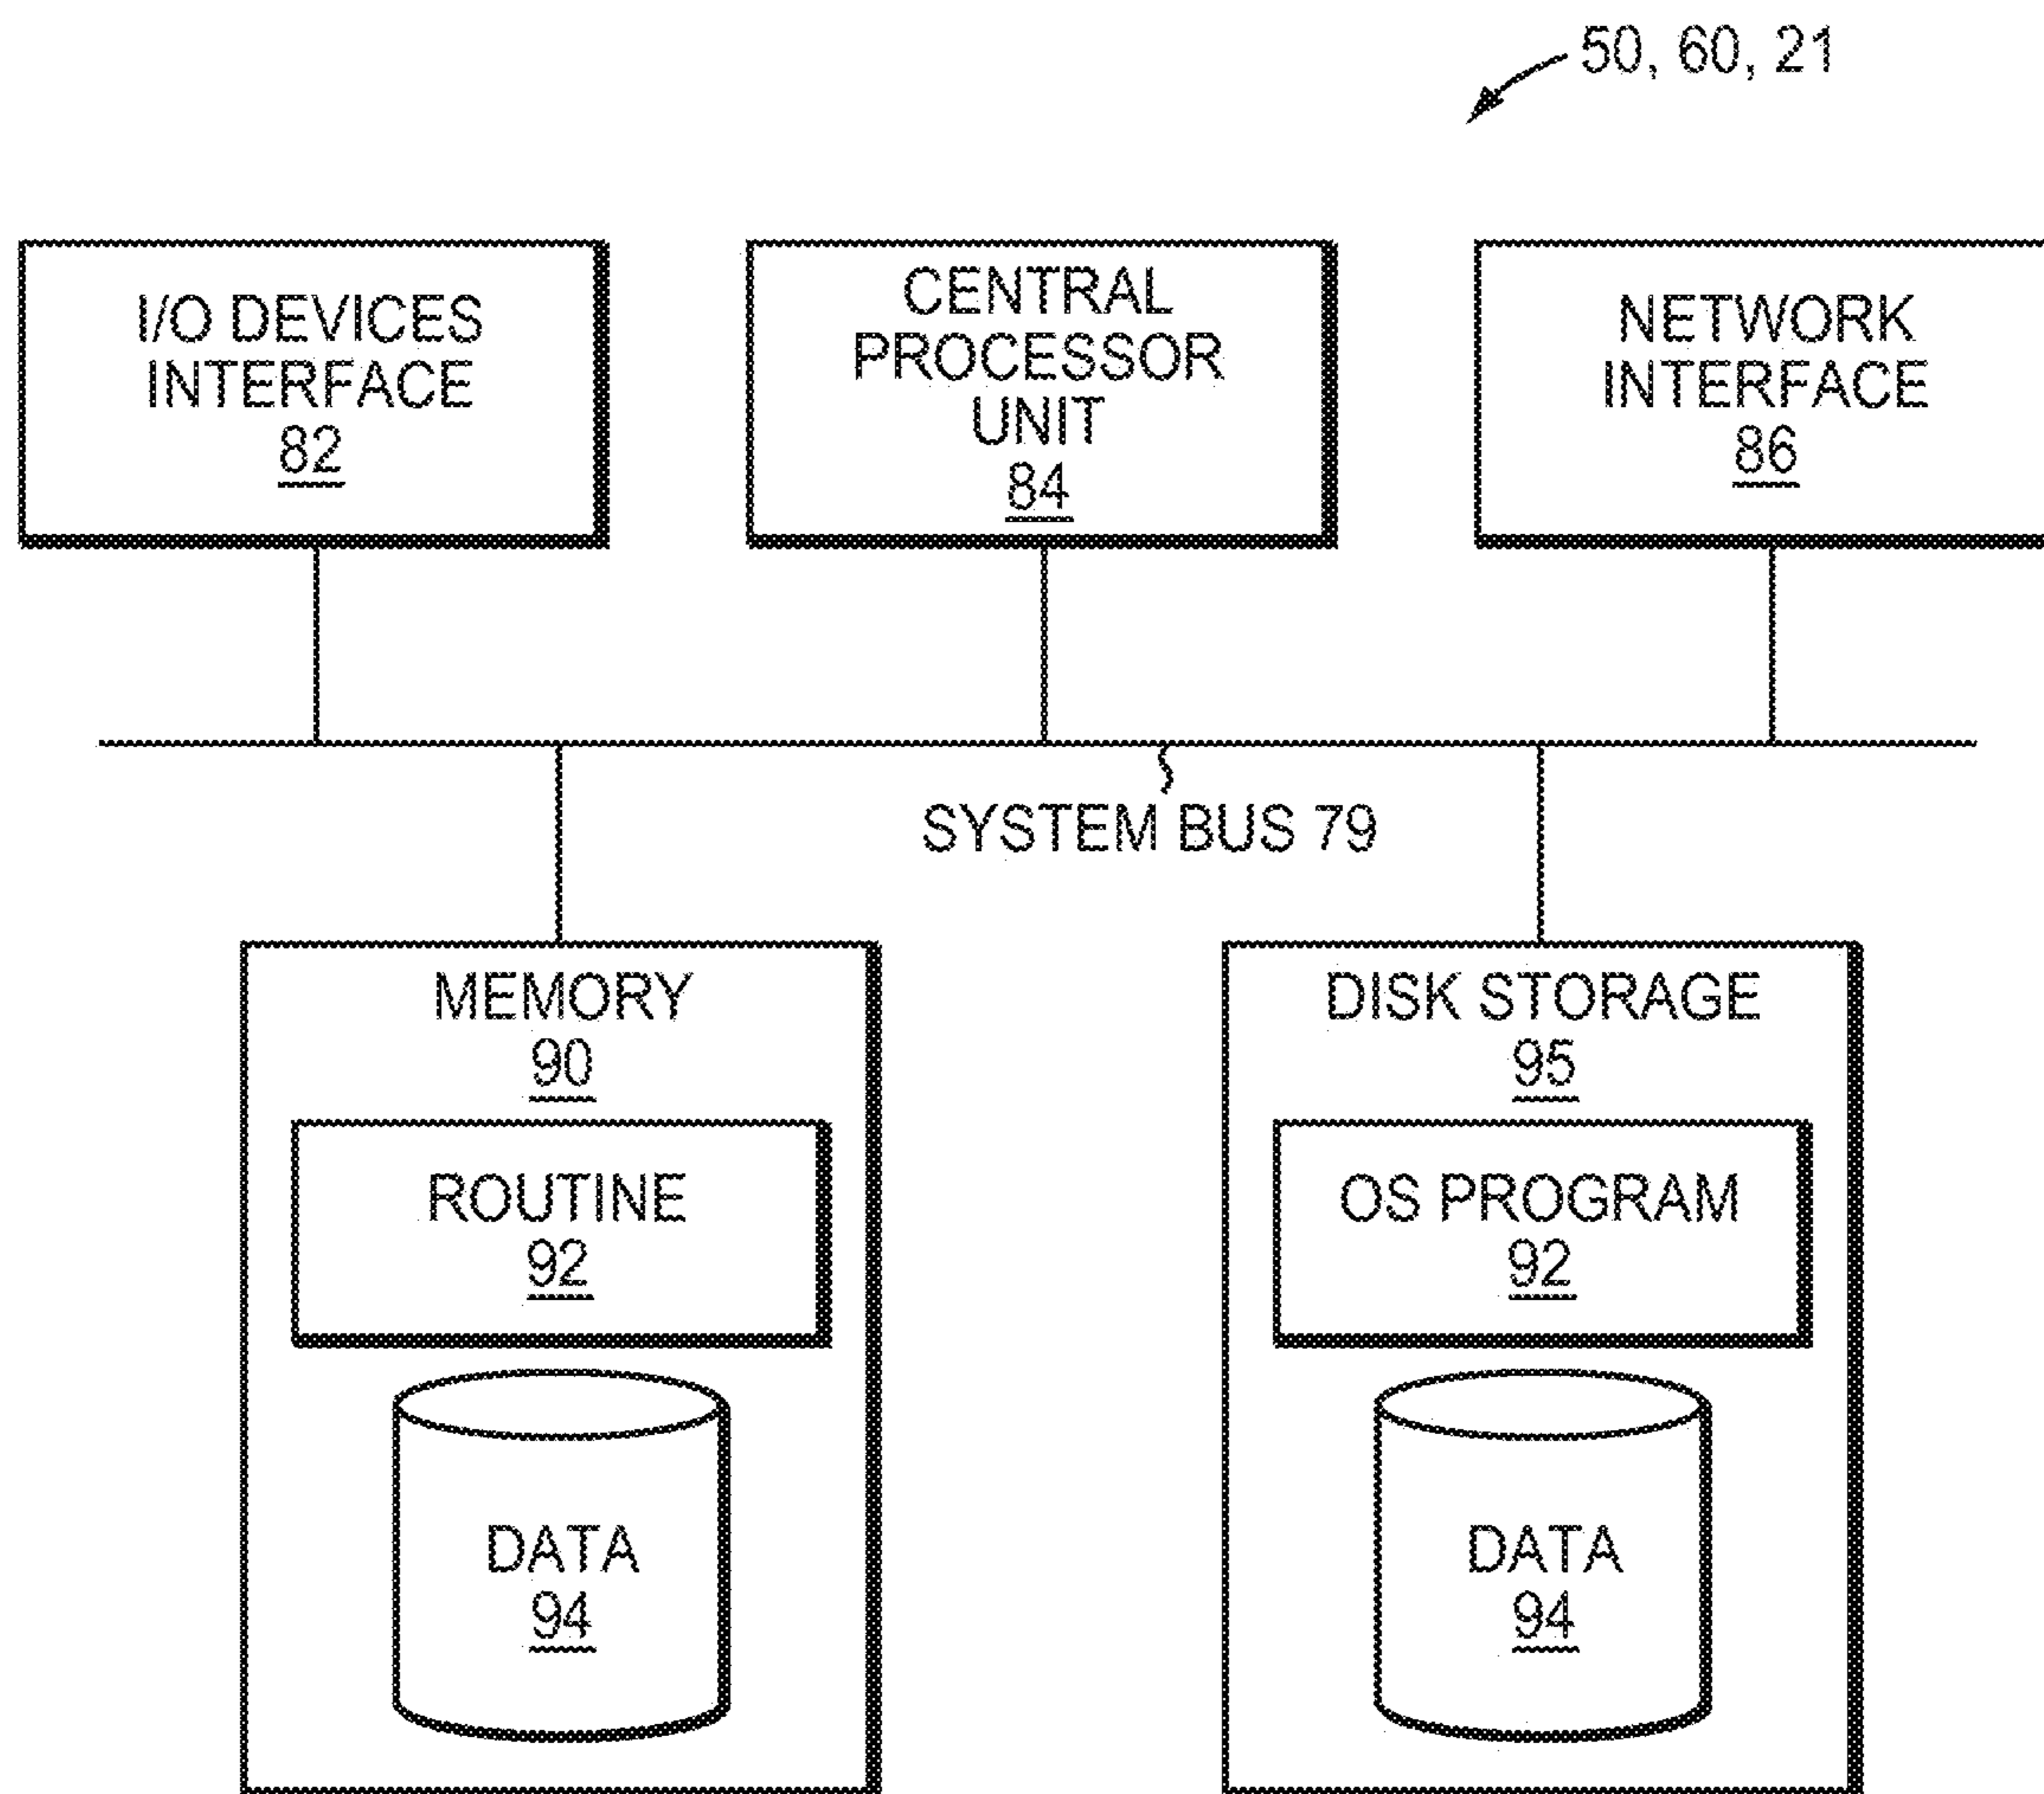 50, 60, 21
I/O DEVICES
INTERFACE
82
CENTRAL
PROCESSOR
UNIT
84
NETWORK
INTERFACE
86
SYSTEM BUS 79
MEMORY
90
ROUTINE
92
DATA
94
DISK STORAGE
95
OS PROGRAM
92
DATA
94